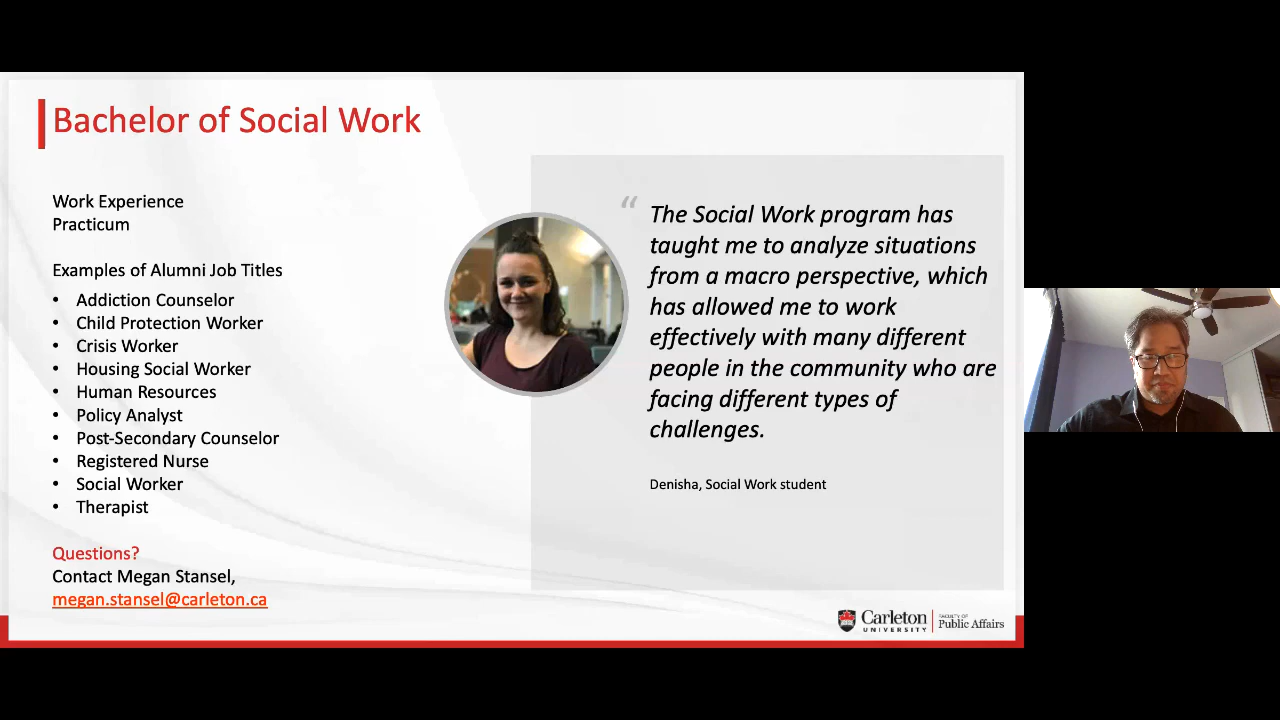 Bachelor of Social Work
Work Experience
Practicum
Examples of Alumni Job Titles
• Addiction Counselor
• Child Protection Worker
• Crisis Worker
• Housing Social Worker
• Human Resources
• Policy Analyst
• Post-Secondary Counselor
• Registered Nurse
• Social Worker
• Therapist
Questions?
Contact Megan Stansel,
megan.stansel@carleton.ca
“
The Social Work program has
taught me to analyze situations
from a macro perspective, which
has allowed me to work
effectively with many different
people in the community who are
facing different types of
challenges.
Denisha, Social Work student
Carleton
UNIVERSITY
FACULTY OF
Public Affairs